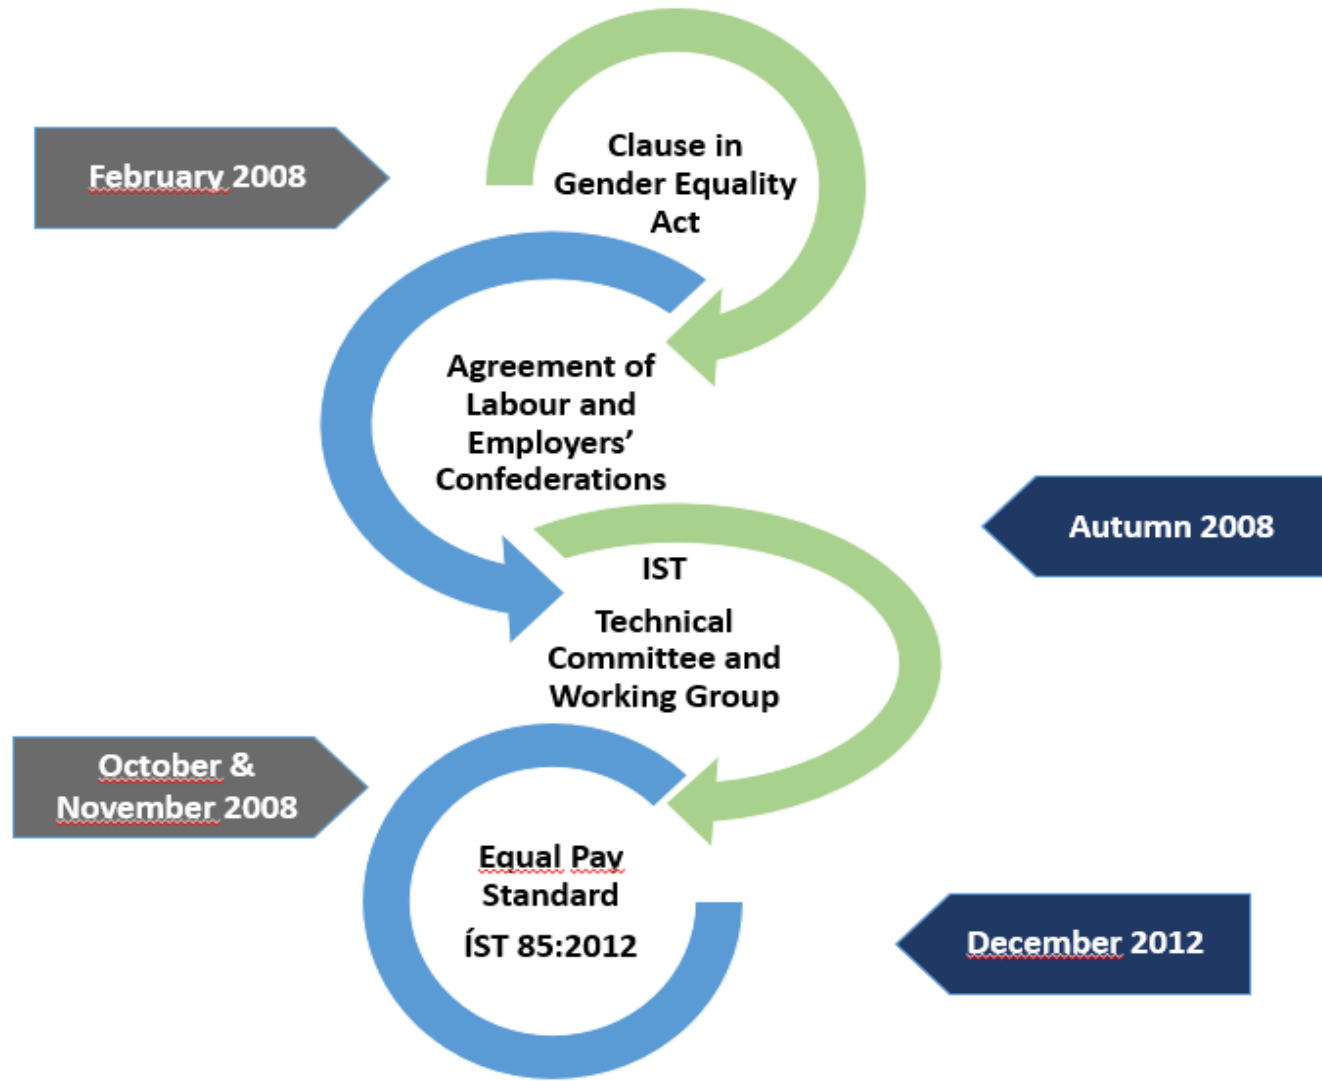 February 2008
Clause in
Gender Equality
Act
Agreement of
Labour and
Employers’
Confederations
Autumn 2008
IST
Technical
Committee and
Working Group
October &
November 2008
Equal Pay
Standard
ÍST 85:2012
December 2012